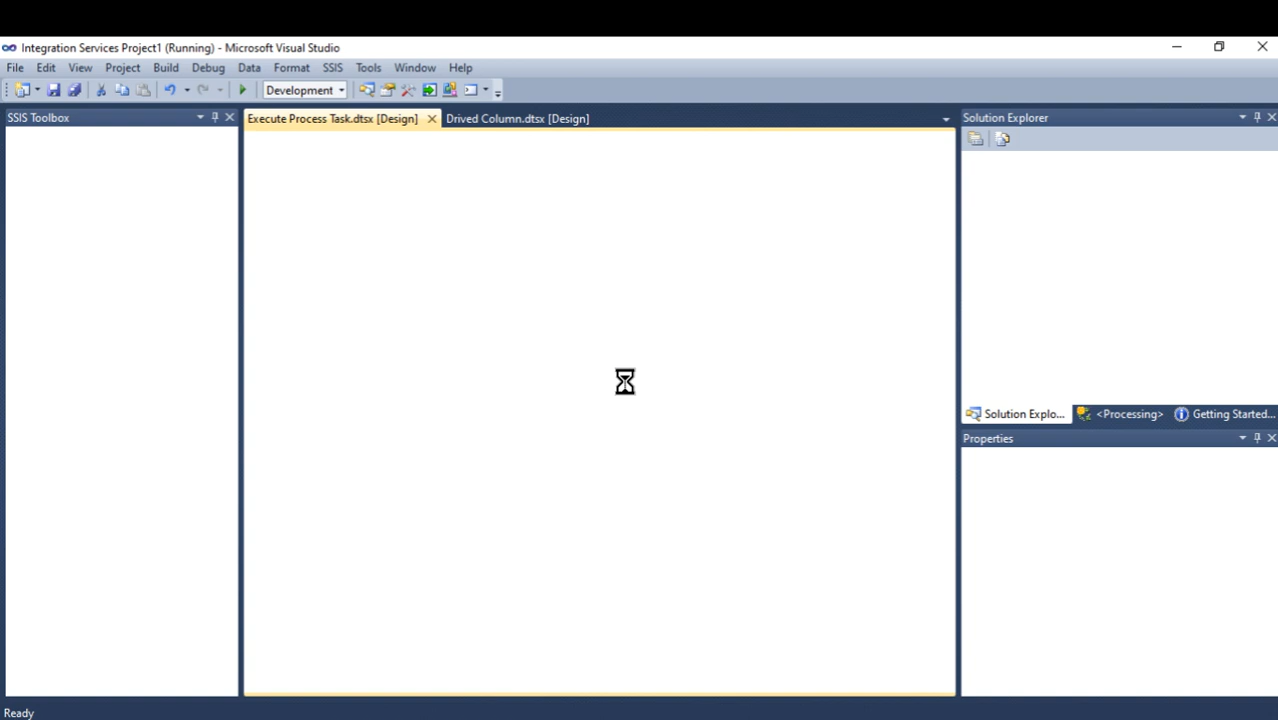 Integration Services Project1 (Running) - Microsoft Visual Studio
File Edit View Project Build Debug Data Format SSIS Tools Window Help
Development
SSIS Toolbox
Execute Process Task.dtsx [Design]
Drived Column.dtsx [Design]
Solution Explorer
Solution Explo...
<Processing>
Getting Started...
Properties
Ready